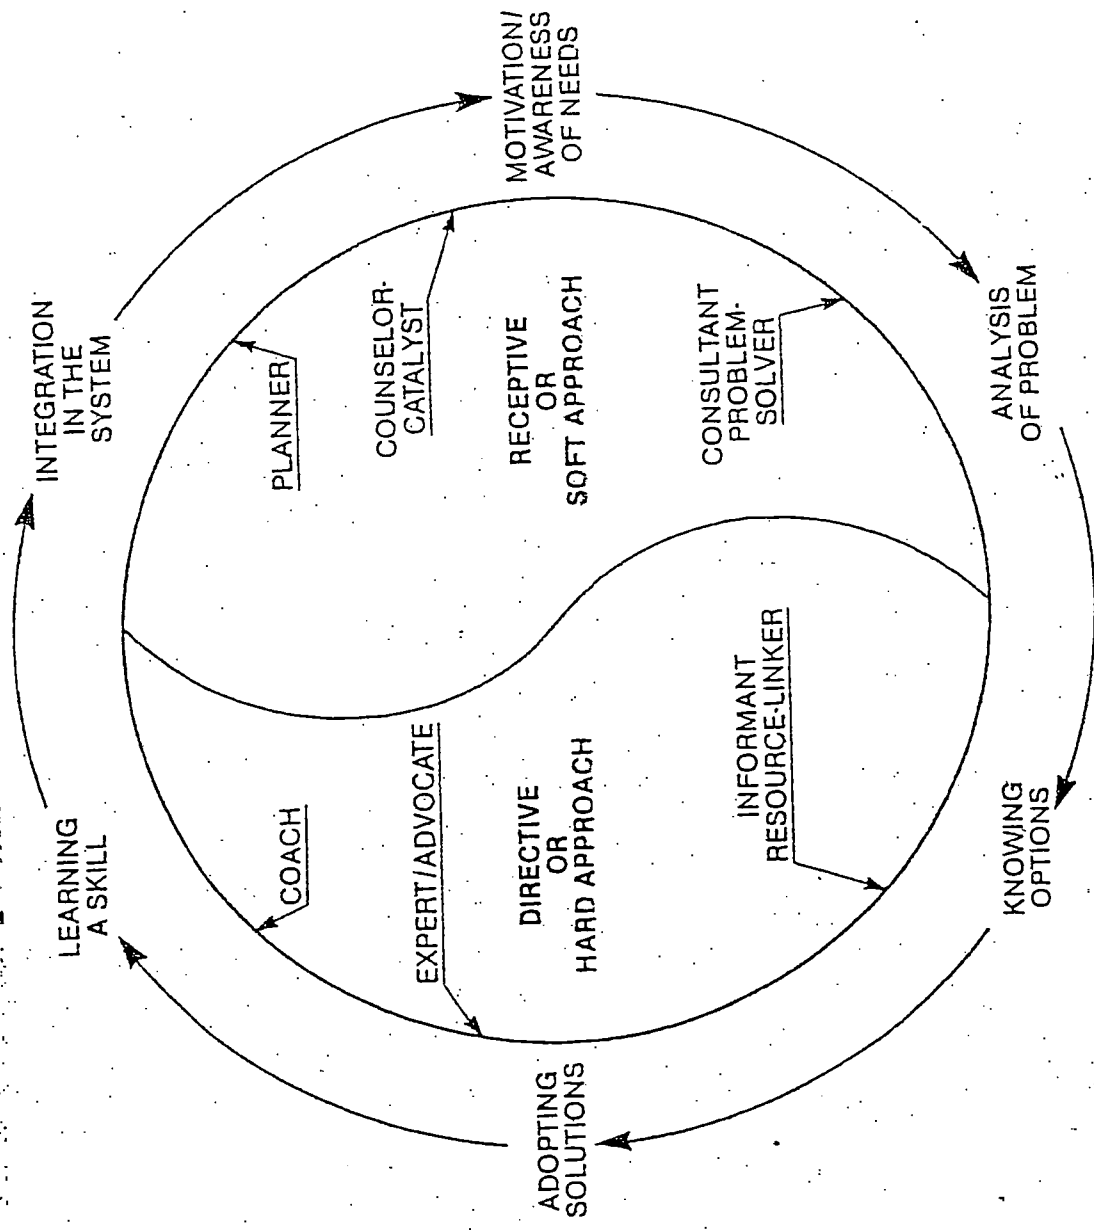 MOTIVATION/
AWARENESS
OF NEEDS
ANALYSIS
OF PROBLEM
KNOWING
OPTIONS
ADOPTING
SOLUTIONS
LEARNING
A SKILL
INTEGRATION
IN THE
SYSTEM
PLANNER
COUNSELOR-
CATALYST
RECEPTIVE
OR
SOFT APPROACH
CONSULTANT
PROBLEM-
SOLVER
COACH
EXPERT/ADVOCATE
DIRECTIVE
OR
HARD APPROACH
INFORMANT
RESOURCE-LINKER